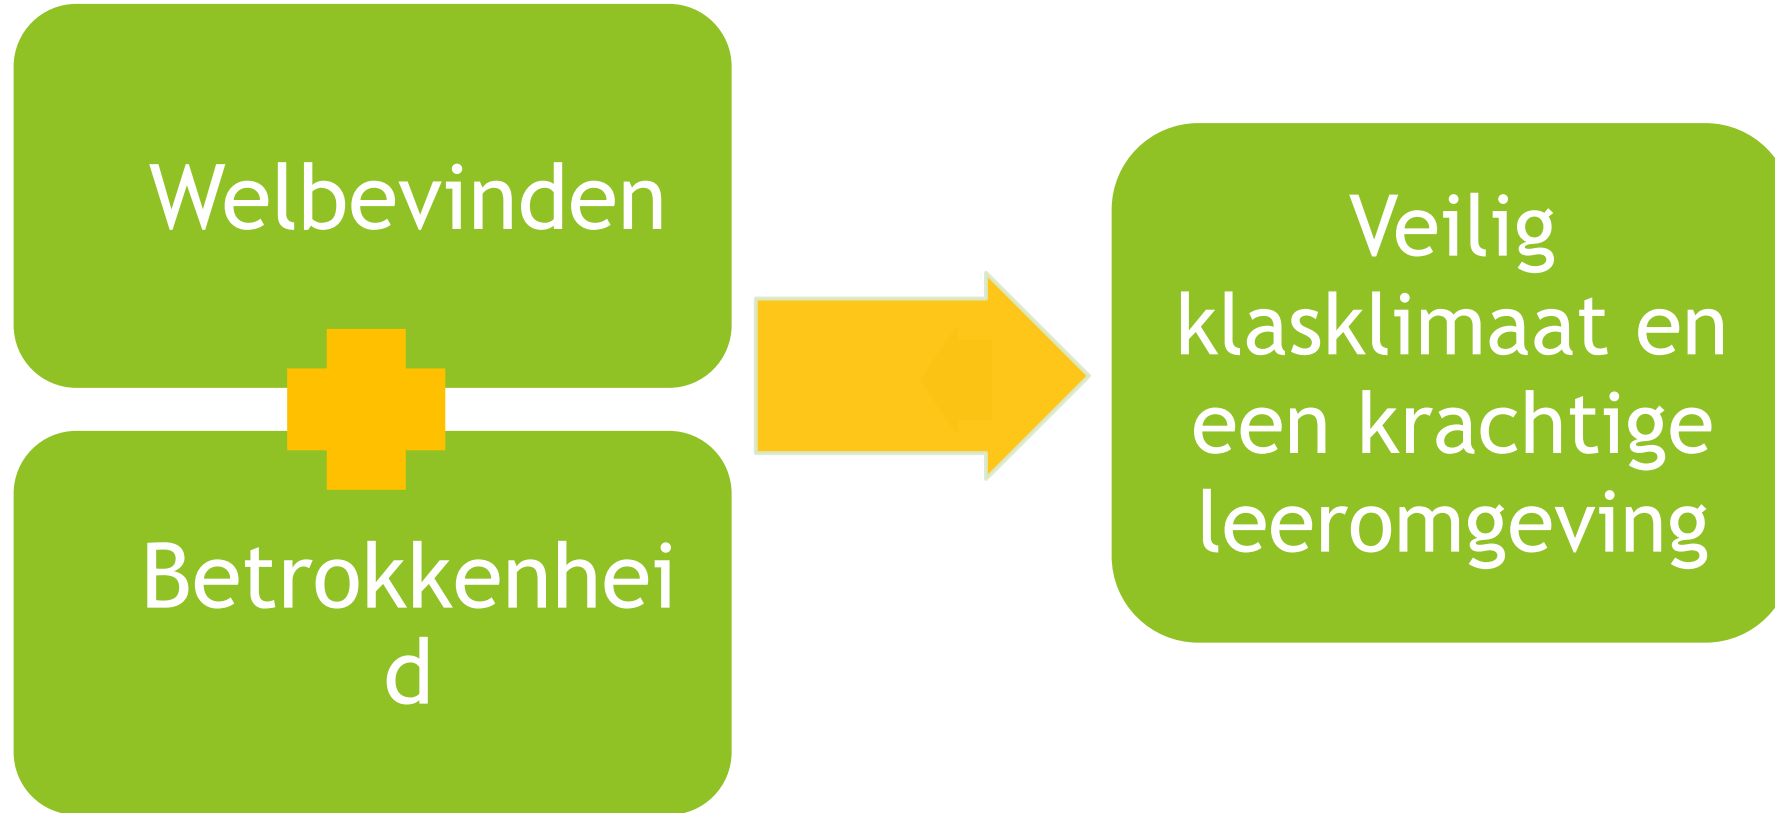 Welbevinden
Betrokkenhei
d
Veilig
klasklimaat en
een krachtige
leeromgeving